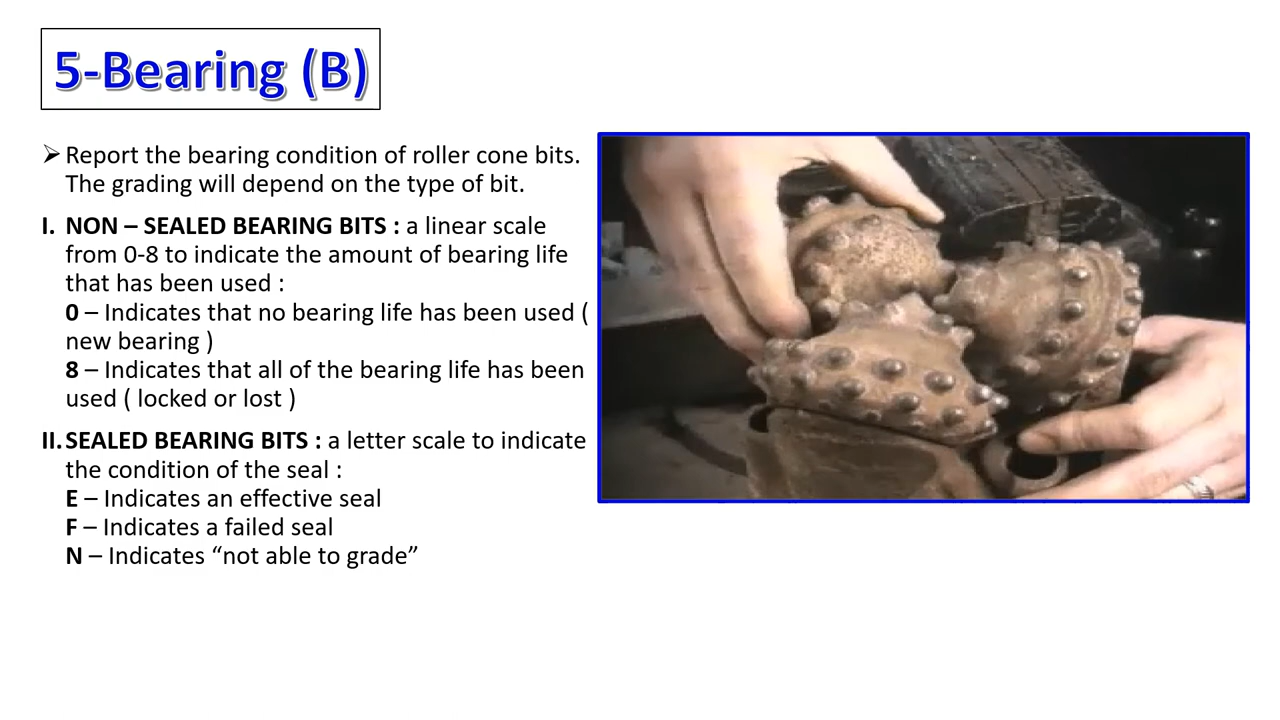 5-Bearing (B)
➢ Report the bearing condition of roller cone bits.
The grading will depend on the type of bit.
I. NON – SEALED BEARING BITS : a linear scale
from 0-8 to indicate the amount of bearing life
that has been used :
0 – Indicates that no bearing life has been used (
new bearing )
8 – Indicates that all of the bearing life has been
used ( locked or lost )
II. SEALED BEARING BITS : a letter scale to indicate
the condition of the seal :
E – Indicates an effective seal
F – Indicates a failed seal
N – Indicates “not able to grade”